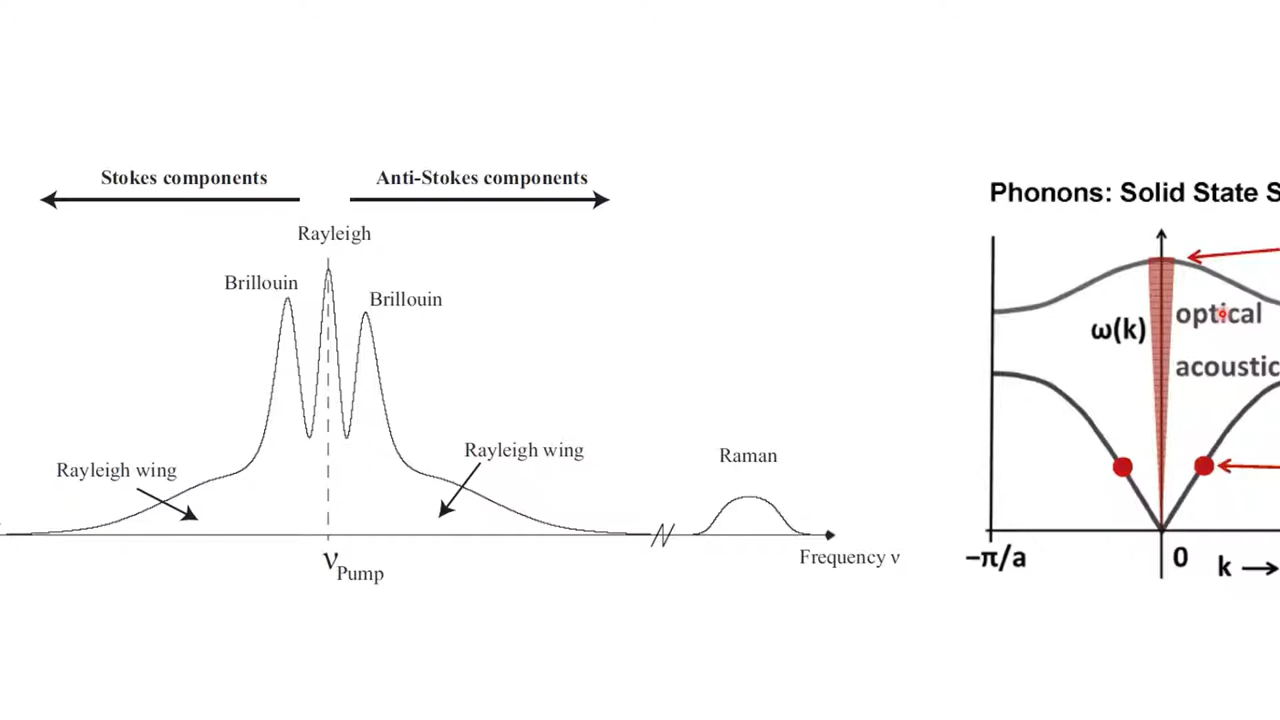 Stokes components
Anti-Stokes components
Rayleigh
Brillouin
Brillouin
Rayleigh wing
Rayleigh wing
Raman
νPump
Frequency ν
Phonons: Solid State S
ω(k)
optical
acoustic
–π/a
0
k